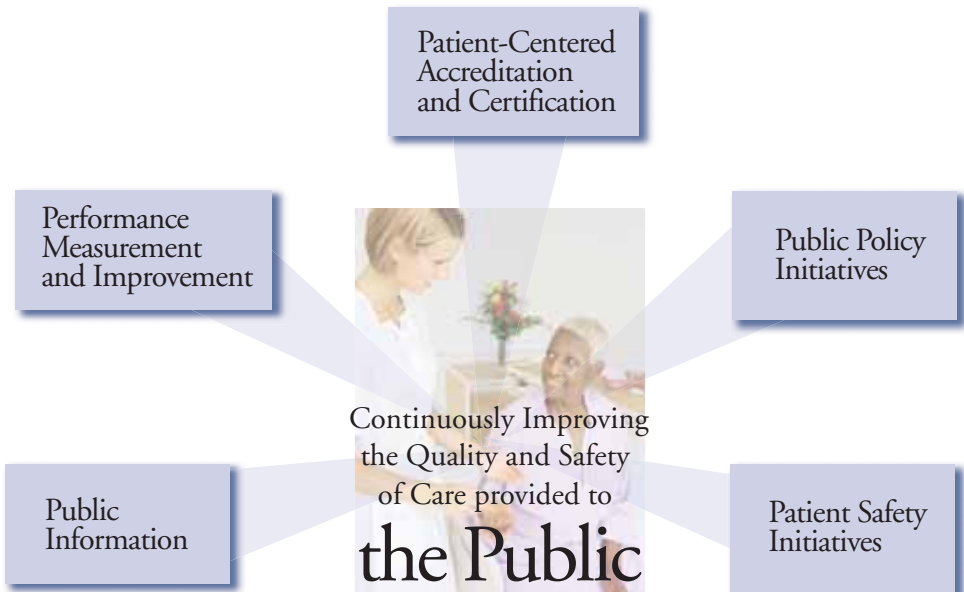 Patient-Centered
Accreditation
and Certification
Performance
Measurement
and Improvement
Public Policy
Initiatives
Continuously Improving
the Quality and Safety
of Care provided to
the Public
Public
Information
Patient Safety
Initiatives